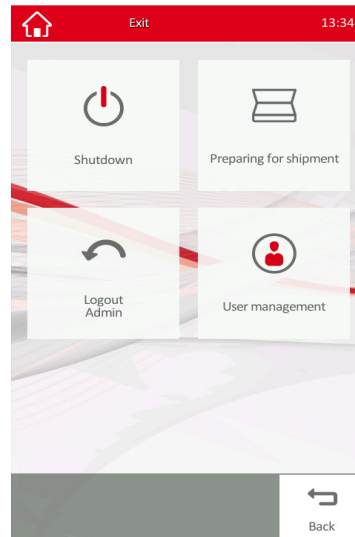 Exit 13:34
Shutdown
Preparing for shipment
Logout
Admin
User management
Back